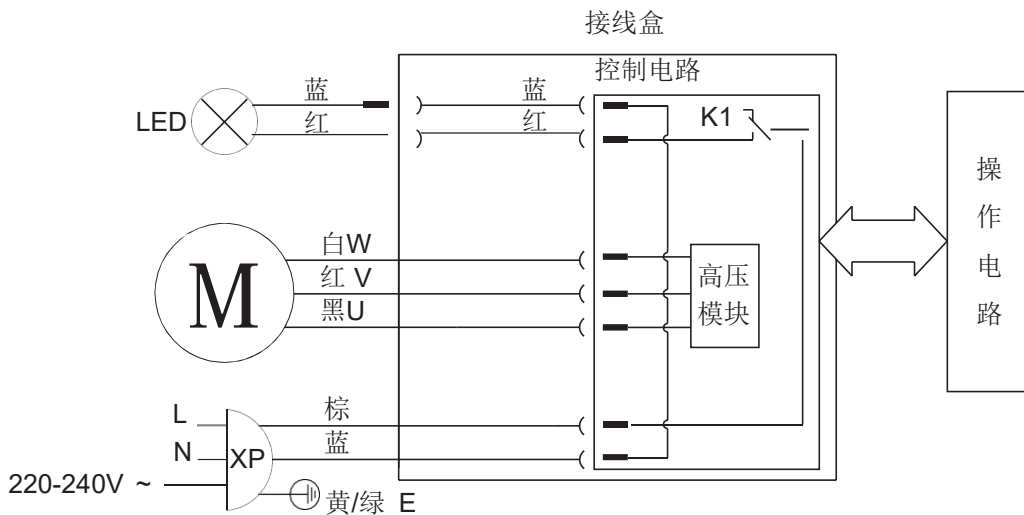 接线盒
控制电路
LED
蓝
红
蓝
红
K1
M
白W
红 V
黑U
高压
模块
操
作
电
路
L
N
220-240V ~
XP
棕
蓝
黄/绿 E